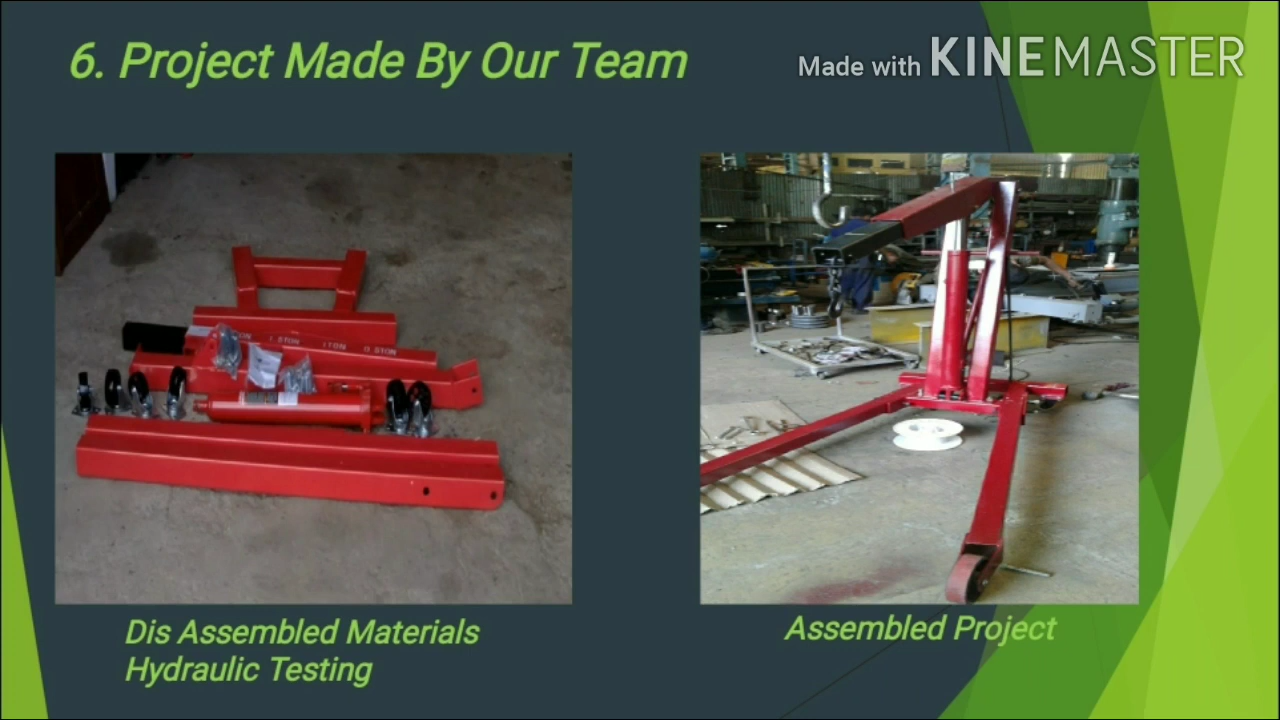 6. Project Made By Our Team
Made with KINEMASTER
1.5TON 1TON 0.5TON
Dis Assembled Materials
Hydraulic Testing
Assembled Project